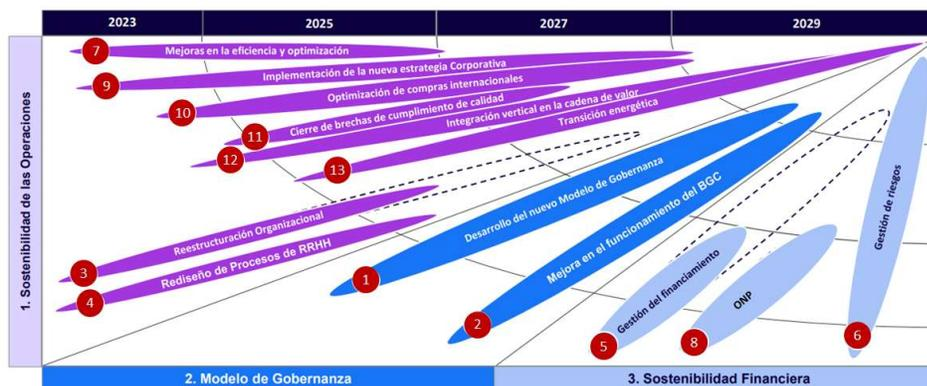 2023
2025
2027
2029
1. Sostenibilidad de las Operaciones
7
Mejoras en la eficiencia y optimización
9
Implementación de la nueva estrategia Corporativa
10
Optimización de compras internacionales
11
Cierre de brechas de cumplimiento de calidad
12
Integración vertical en la cadena de valor
13
Transición energética
3
Reestructuración Organizacional
4
Rediseño de Procesos de RRHH
1
Desarrollo del nuevo Modelo de Gobernanza
2
Mejora en el funcionamiento del BGC
5
Gestión del financiamiento
8
ONP
6
Gestión de riesgos
2. Modelo de Gobernanza
3. Sostenibilidad Financiera